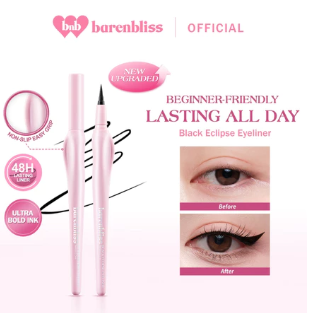 bnb barenbliss OFFICIAL
NEW
UPGRADED
BEGINNER-FRIENDLY
LASTING ALL DAY
Black Eclipse Eyeliner
NON-SLIP EASY GRIP
48H
LASTING
LINER
ULTRA
BOLD INK
barenbliss
Before
After